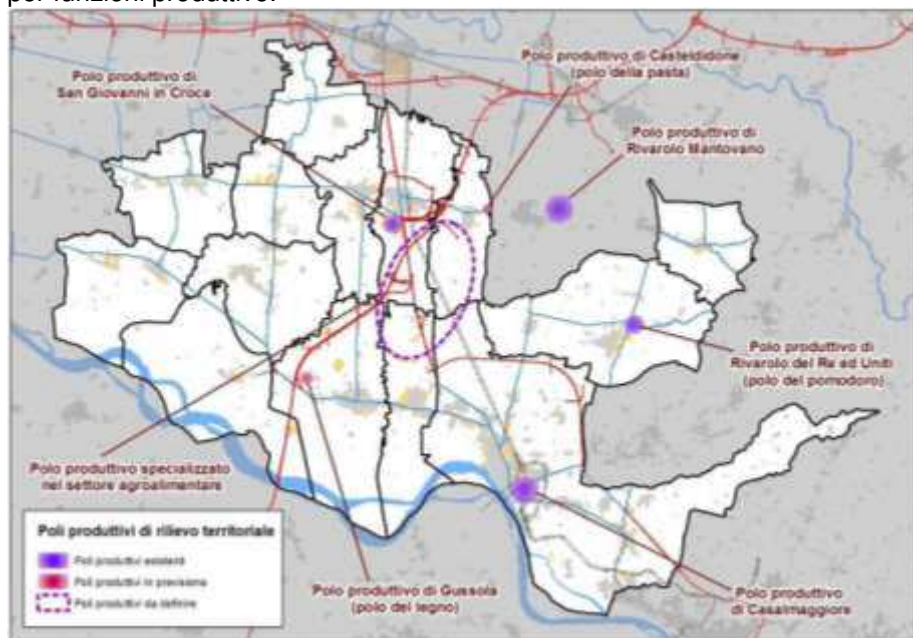 per funzioni produttive.
Polo produttivo di Casteldidone
(polo della pasta)
Polo produttivo di
San Giovanni in Croce
Polo produttivo di
Rivarolo Mantovano
Polo produttivo di
Rivarolo del Re ed Uniti
(polo del pomodoro)
Polo produttivo specializzato
nel settore agroalimentare
Poli produttivi di rilievo territoriale
Poli produttivi esistenti
Poli produttivi in previsione
Poli produttivi da definire
Polo produttivo di Gussola
(polo del legno)
Polo produttivo
di Casalmaggiore